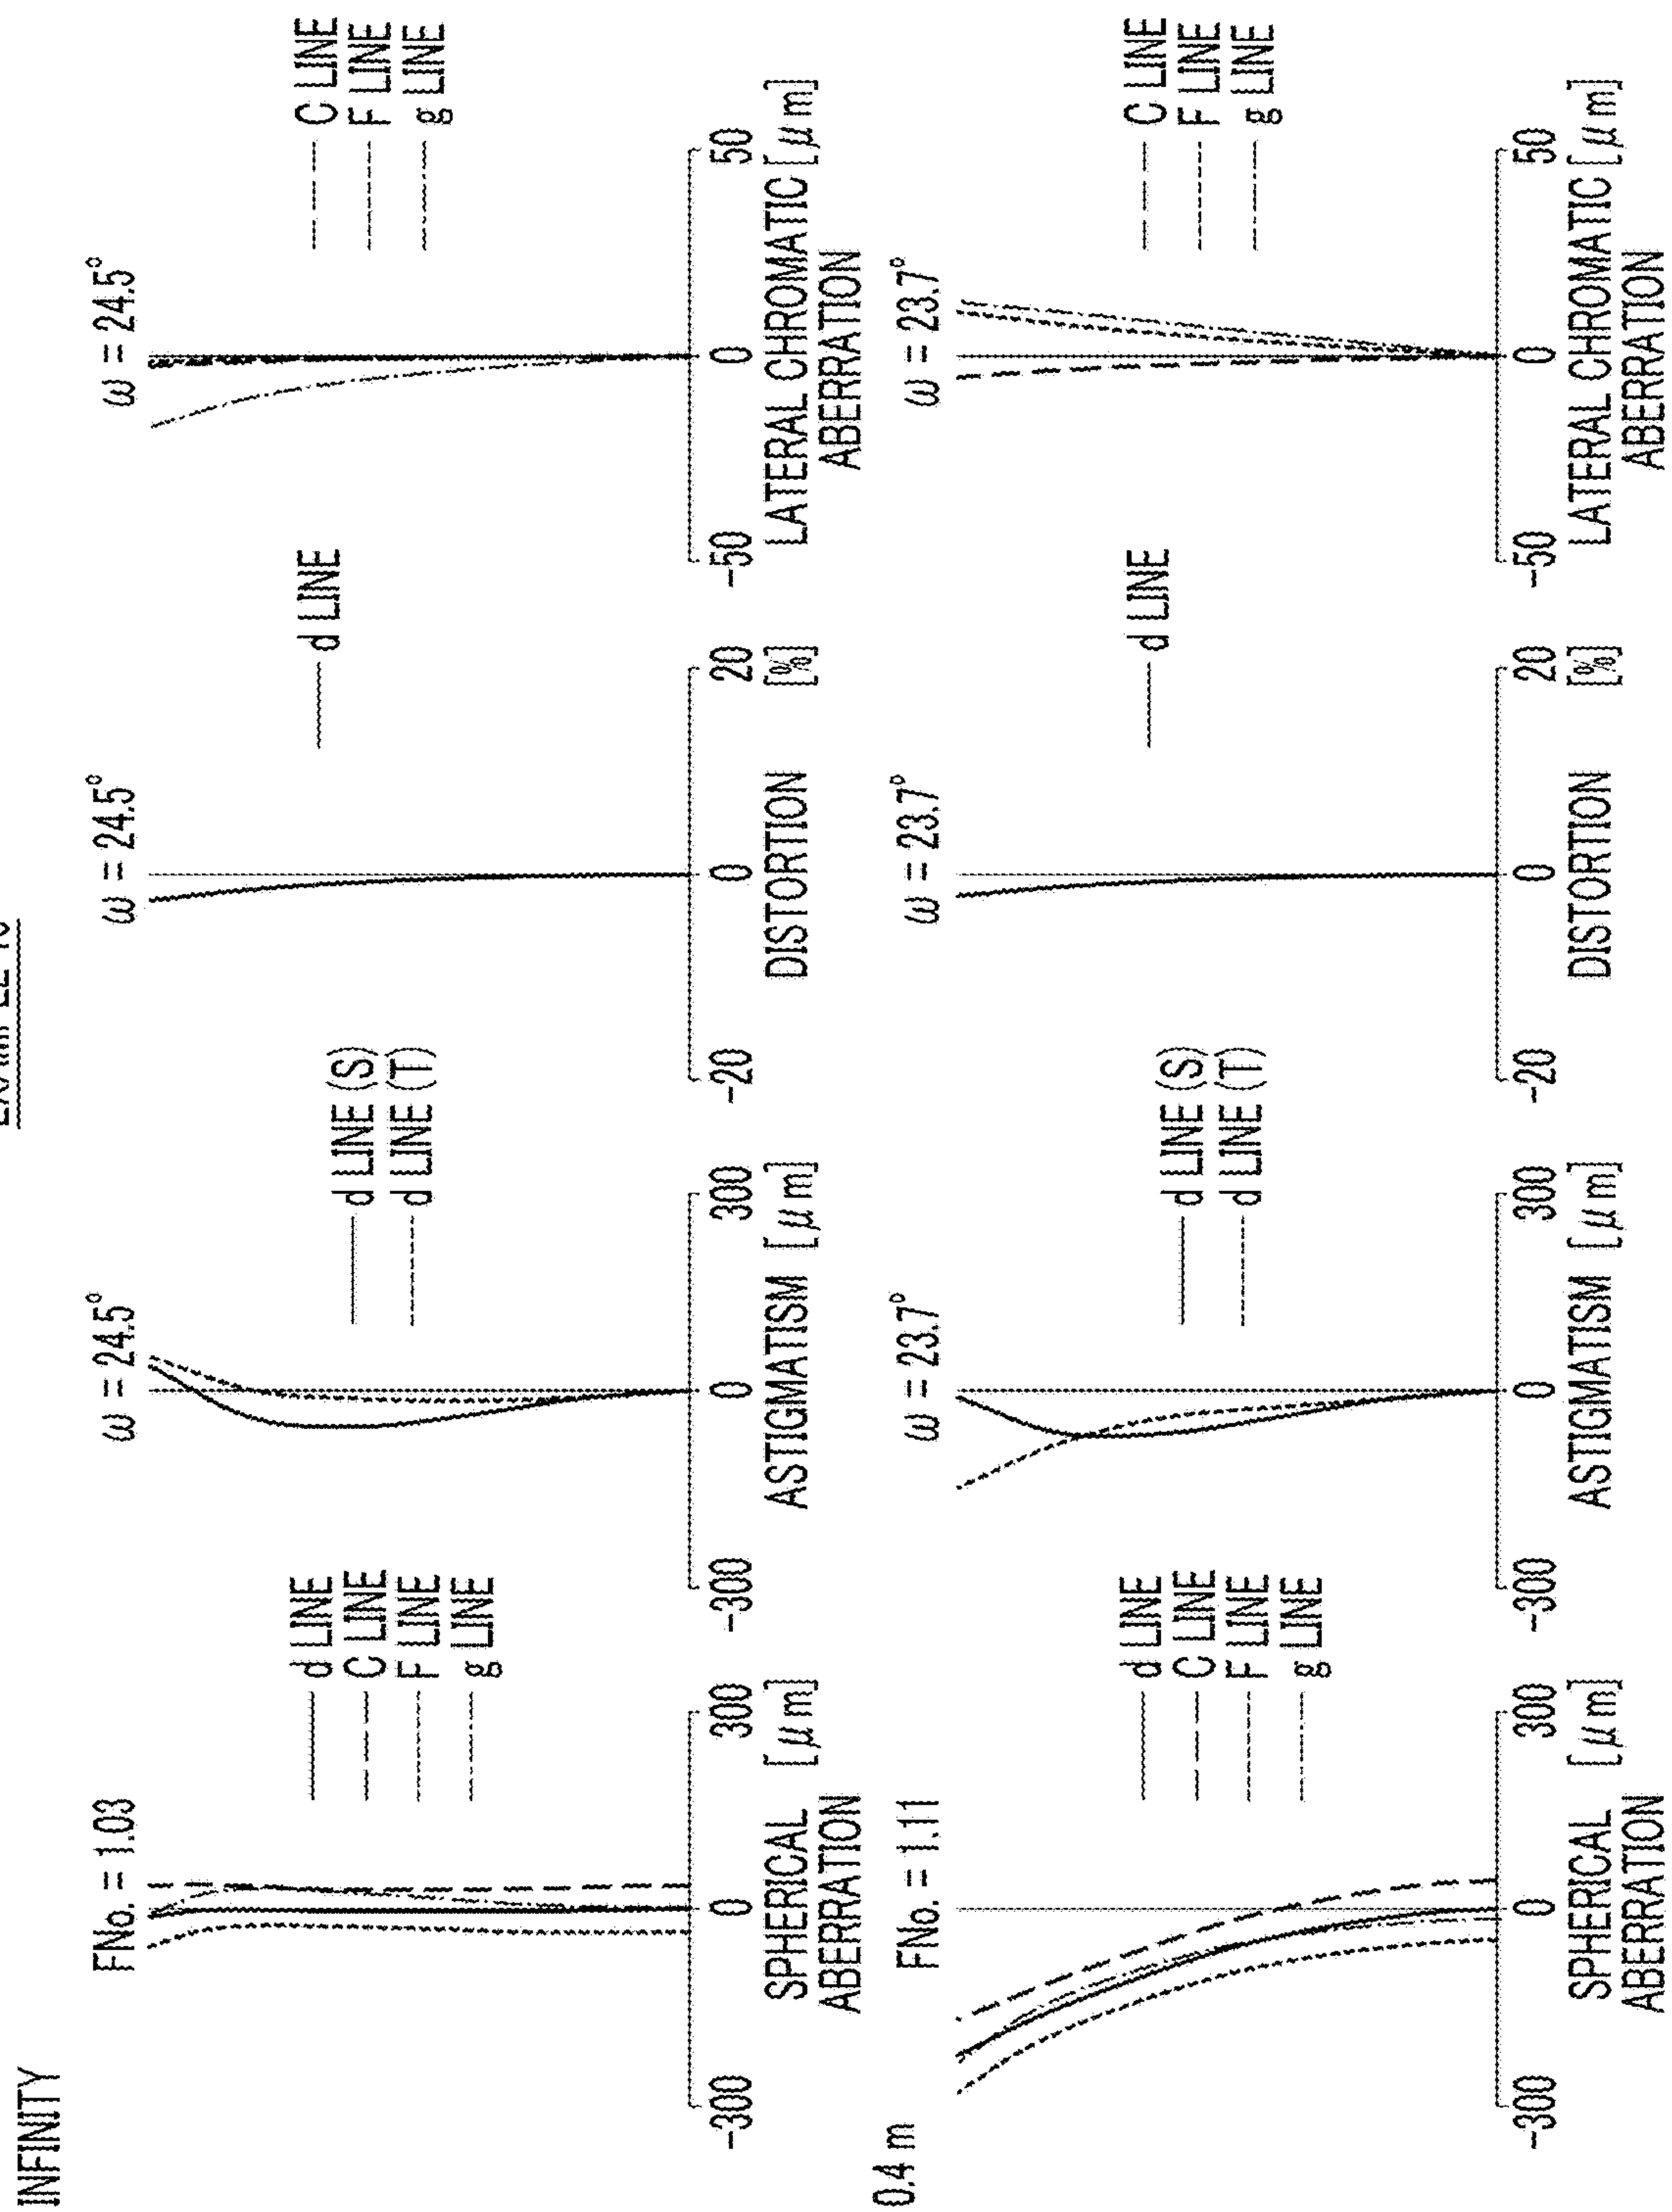 INFINITY
FNo. = 1.03
d LINE
C LINE
F LINE
g LINE
-300
0
300
SPHERICAL [μm]
ABERRATION
ω = 24.5°
d LINE (S)
d LINE (T)
-300
0
300
ASTIGMATISM [μm]
ω = 24.5°
d LINE
-20
0
20
DISTORTION [%]
ω = 24.5°
C LINE
F LINE
g LINE
-50
0
50
LATERAL CHROMATIC [μm]
ABERRATION
0.4 m
FNo. = 1.11
d LINE
C LINE
F LINE
g LINE
-300
0
300
SPHERICAL [μm]
ABERRATION
ω = 23.7°
d LINE (S)
d LINE (T)
-300
0
300
ASTIGMATISM [μm]
ω = 23.7°
d LINE
-20
0
20
DISTORTION [%]
ω = 23.7°
C LINE
F LINE
g LINE
-50
0
50
LATERAL CHROMATIC [μm]
ABERRATION